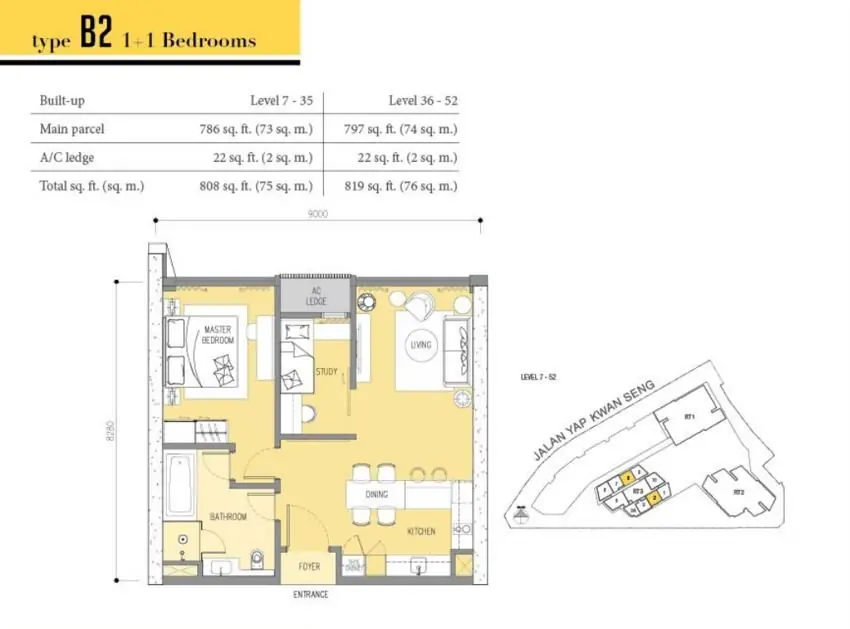 type B2 1+1 Bedrooms
Built-up Level 7 - 35 Level 36 - 52
Main parcel 786 sq. ft. (73 sq. m.) 797 sq. ft. (74 sq. m.)
A/C ledge 22 sq. ft. (2 sq. m.) 22 sq. ft. (2 sq. m.)
Total sq. ft. (sq. m.) 808 sq. ft. (75 sq. m.) 819 sq. ft. (76 sq. m.)
9000
8280
AC
LEDGE
MASTER
BEDROOM
LIVING
STUDY
DINING
BATHROOM
KITCHEN
FOYER
ENTRANCE
LEVEL 7 - 52
JALAN YAP KWAN SENG
RT1
RT3
RT2